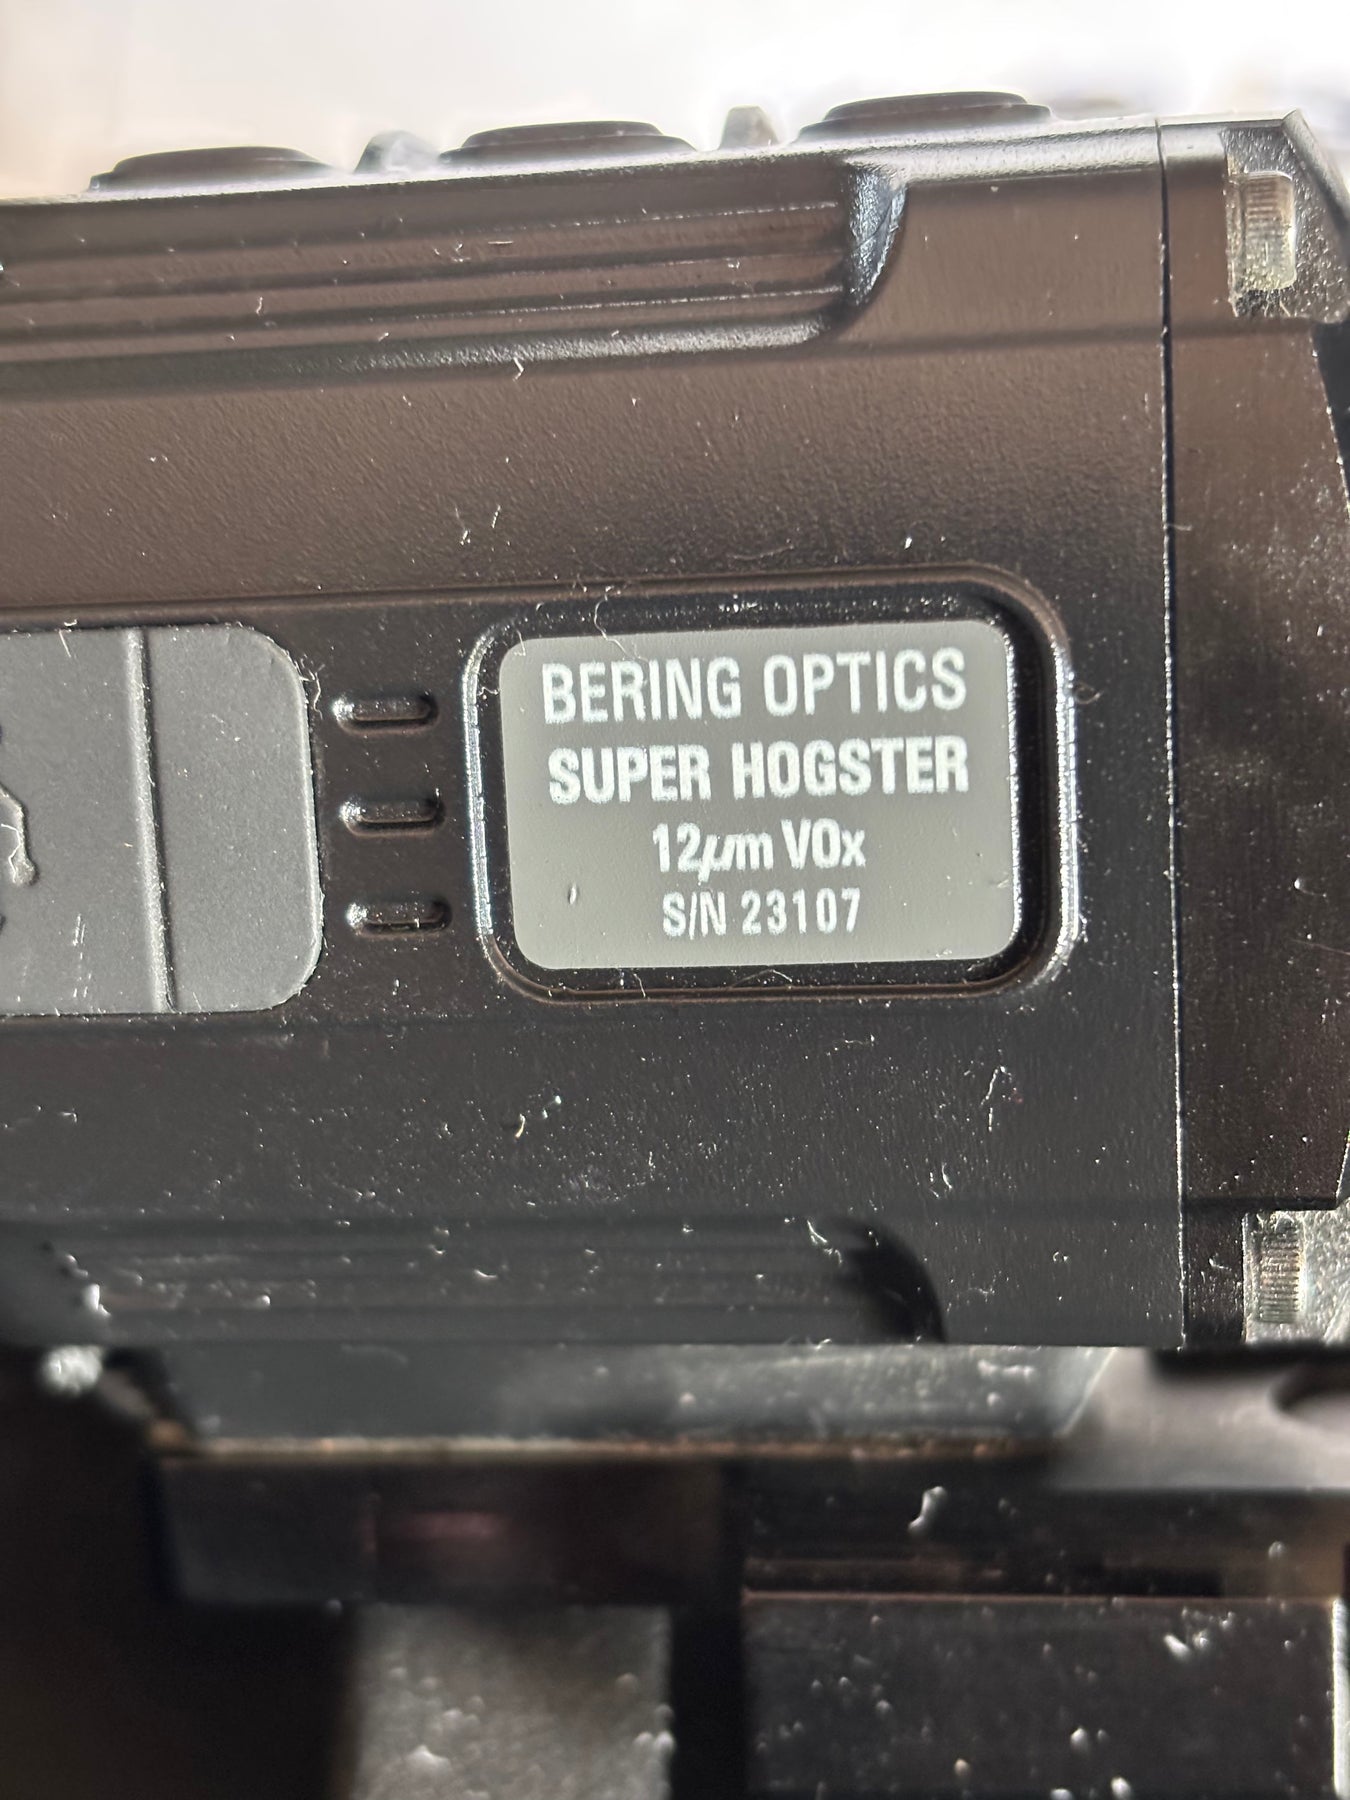 BERING OPTICS
SUPER HOGSTER
12μm VOx
S/N 23107